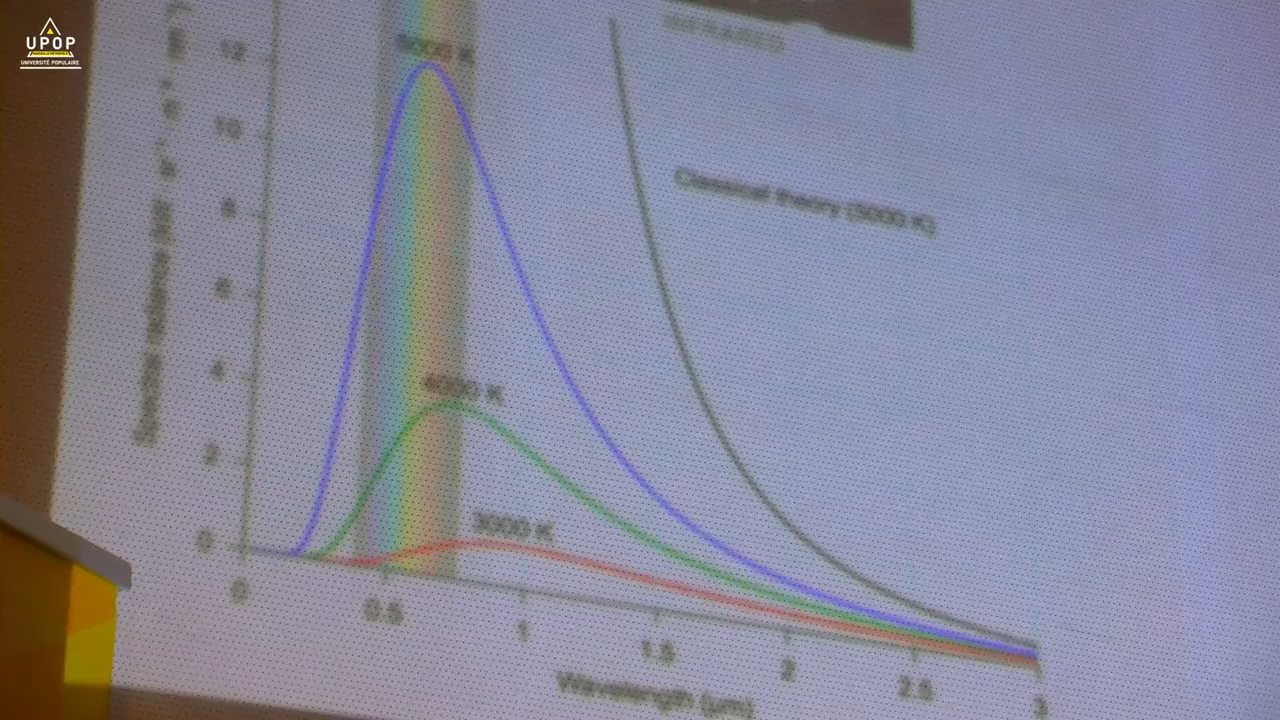 UPOP
UNIVERSITÉ POPULAIRE
12
10
8
6
4
2
0
5000 K
Classical theory (5000 K)
4000 K
3000 K
0
0.5
1
1.5
2
2.5
3
Wavelength (μm)